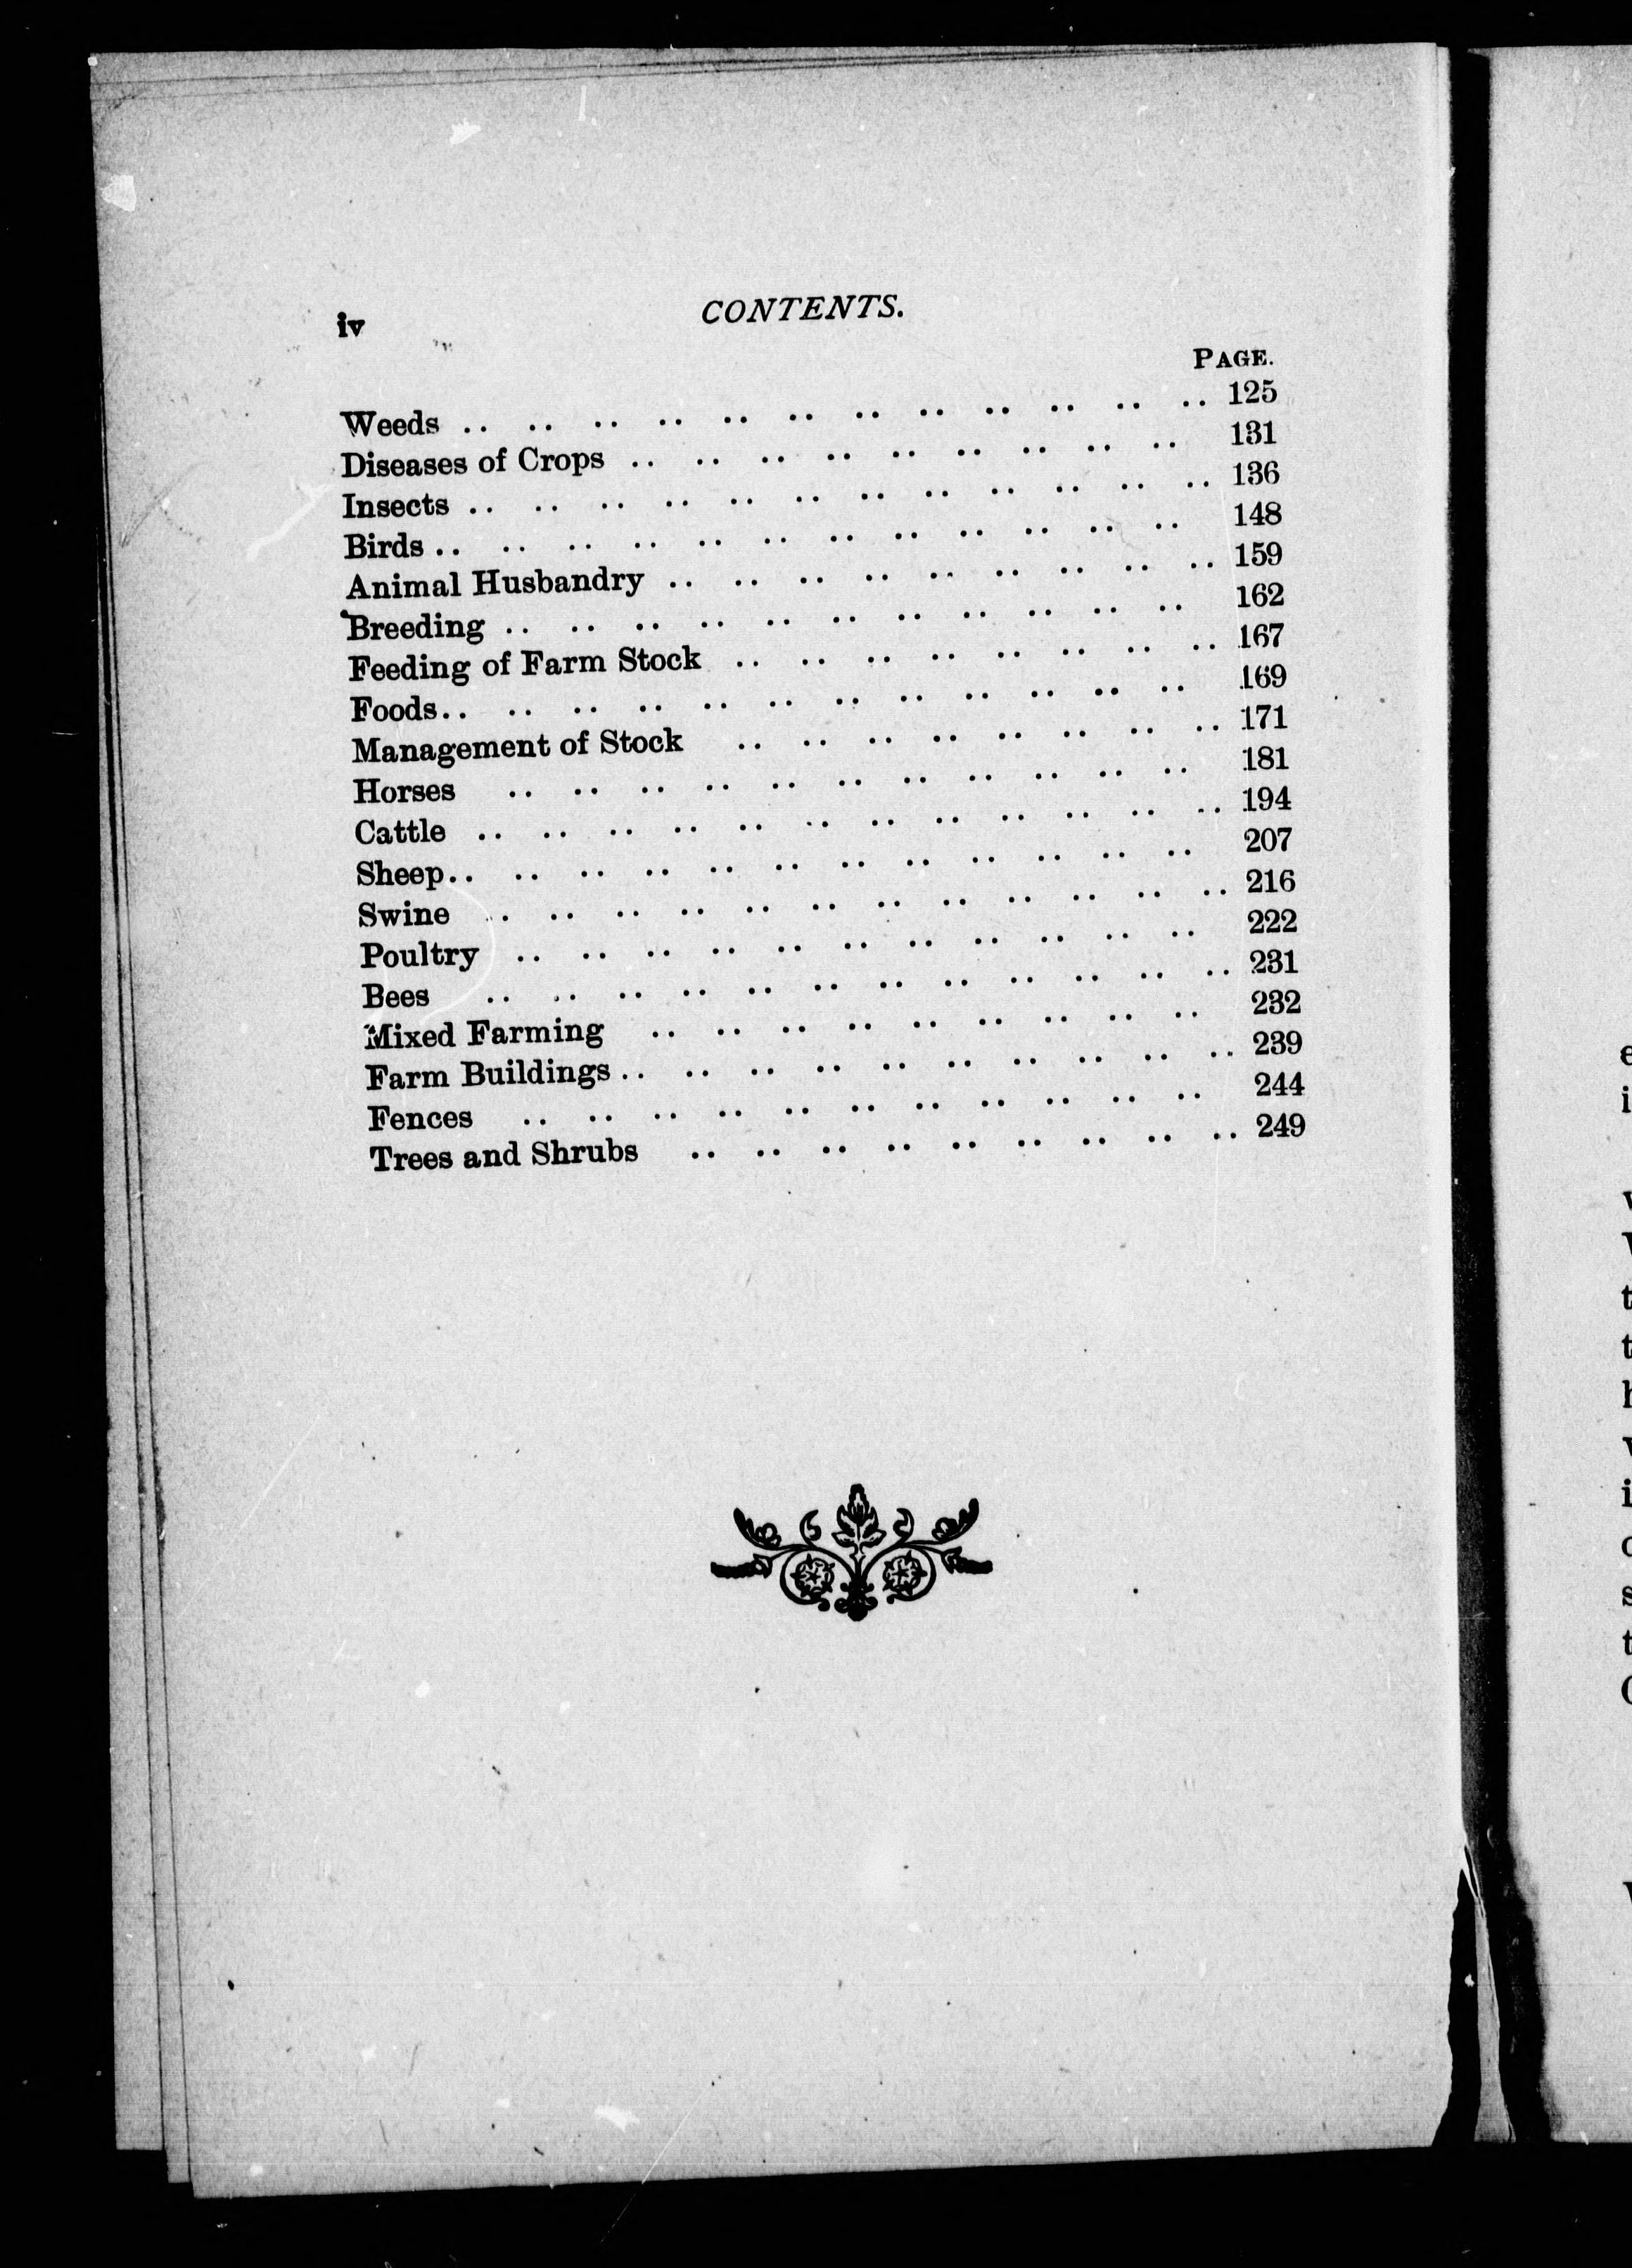 iv
CONTENTS.
PAGE.
Weeds .. .. .. .. .. .. .. .. .. .. .. .. 125
Diseases of Crops .. .. .. .. .. .. .. .. .. 131
Insects .. .. .. .. .. .. .. .. .. .. .. .. 136
Birds .. .. .. .. .. .. .. .. .. .. .. .. 148
Animal Husbandry .. .. .. .. .. .. .. .. .. 159
Breeding .. .. .. .. .. .. .. .. .. .. .. 162
Feeding of Farm Stock .. .. .. .. .. .. .. .. 167
Foods .. .. .. .. .. .. .. .. .. .. .. .. 169
Management of Stock .. .. .. .. .. .. .. .. 171
Horses .. .. .. .. .. .. .. .. .. .. .. 181
Cattle .. .. .. .. .. .. .. .. .. .. .. .. 194
Sheep .. .. .. .. .. .. .. .. .. .. .. .. 207
Swine .. .. .. .. .. .. .. .. .. .. .. .. 216
Poultry .. .. .. .. .. .. .. .. .. .. .. 222
Bees .. .. .. .. .. .. .. .. .. .. .. .. 231
Mixed Farming .. .. .. .. .. .. .. .. .. 232
Farm Buildings .. .. .. .. .. .. .. .. .. .. 239
Fences .. .. .. .. .. .. .. .. .. .. .. 244
Trees and Shrubs .. .. .. .. .. .. .. .. .. 249